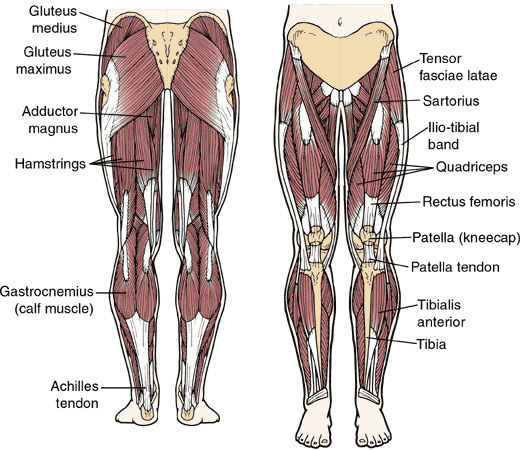 Gluteus
medius
Gluteus
maximus
Adductor
magnus
Hamstrings
Gastrocnemius
(calf muscle)
Achilles
tendon
Tensor
fasciae latae
Sartorius
Ilio-tibial
band
Quadriceps
Rectus femoris
Patella (kneecap)
Patella tendon
Tibialis
anterior
Tibia